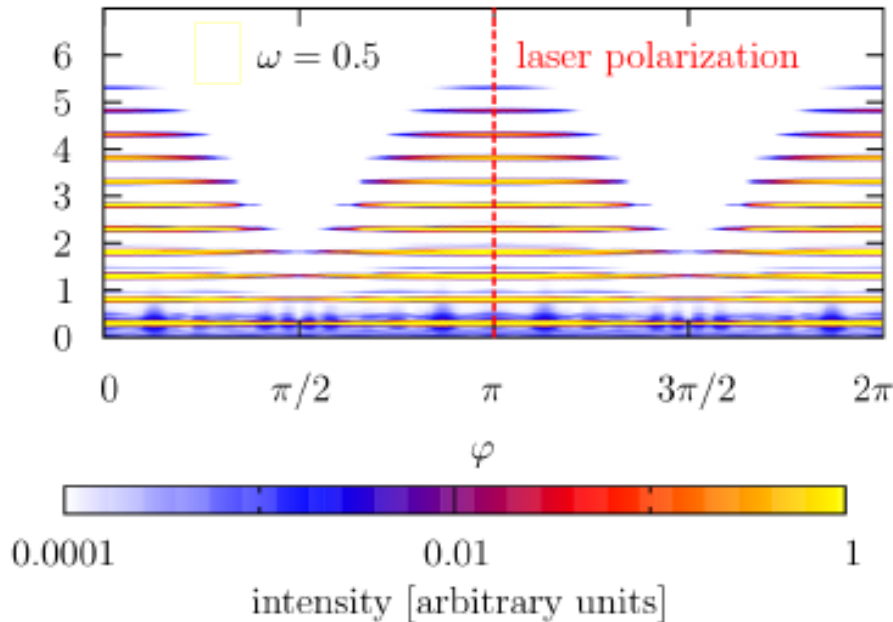 6
5
4
3
2
1
0
ω = 0.5
laser polarization
0 π/2 π 3π/2 2π
φ
0.0001 0.01 1
intensity [arbitrary units]